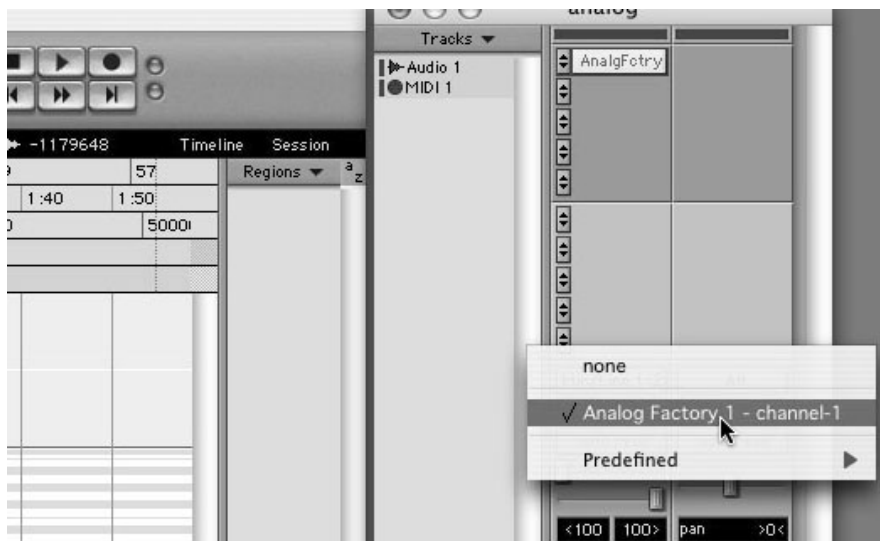 analog
Tracks
Audio 1
MIDI 1
AnalgFctry
-1179648
Timeline Session
57
Regions
a
z
1:40
1:50
none
Analog Factory 1 - channel-1
Predefined
<100 100>
pan >0<